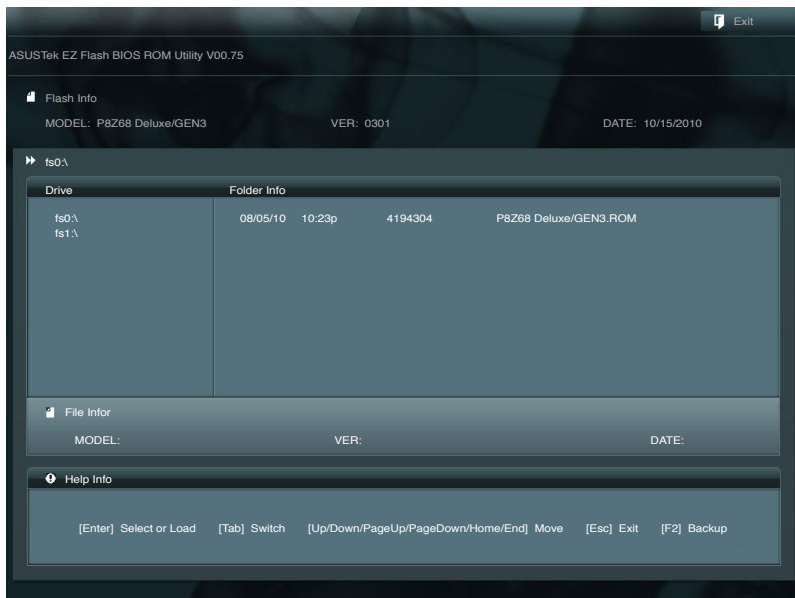 Exit
ASUSTek EZ Flash BIOS ROM Utility V00.75
Flash Info
MODEL: P8Z68 Deluxe/GEN3 VER: 0301 DATE: 10/15/2010
fs0:\
Drive Folder Info
fs0:\ 08/05/10 10:23p 4194304 P8Z68 Deluxe/GEN3.ROM
fs1:\
File Infor
MODEL: VER: DATE:
Help Info
[Enter] Select or Load [Tab] Switch [Up/Down/PageUp/PageDown/Home/End] Move [Esc] Exit [F2] Backup